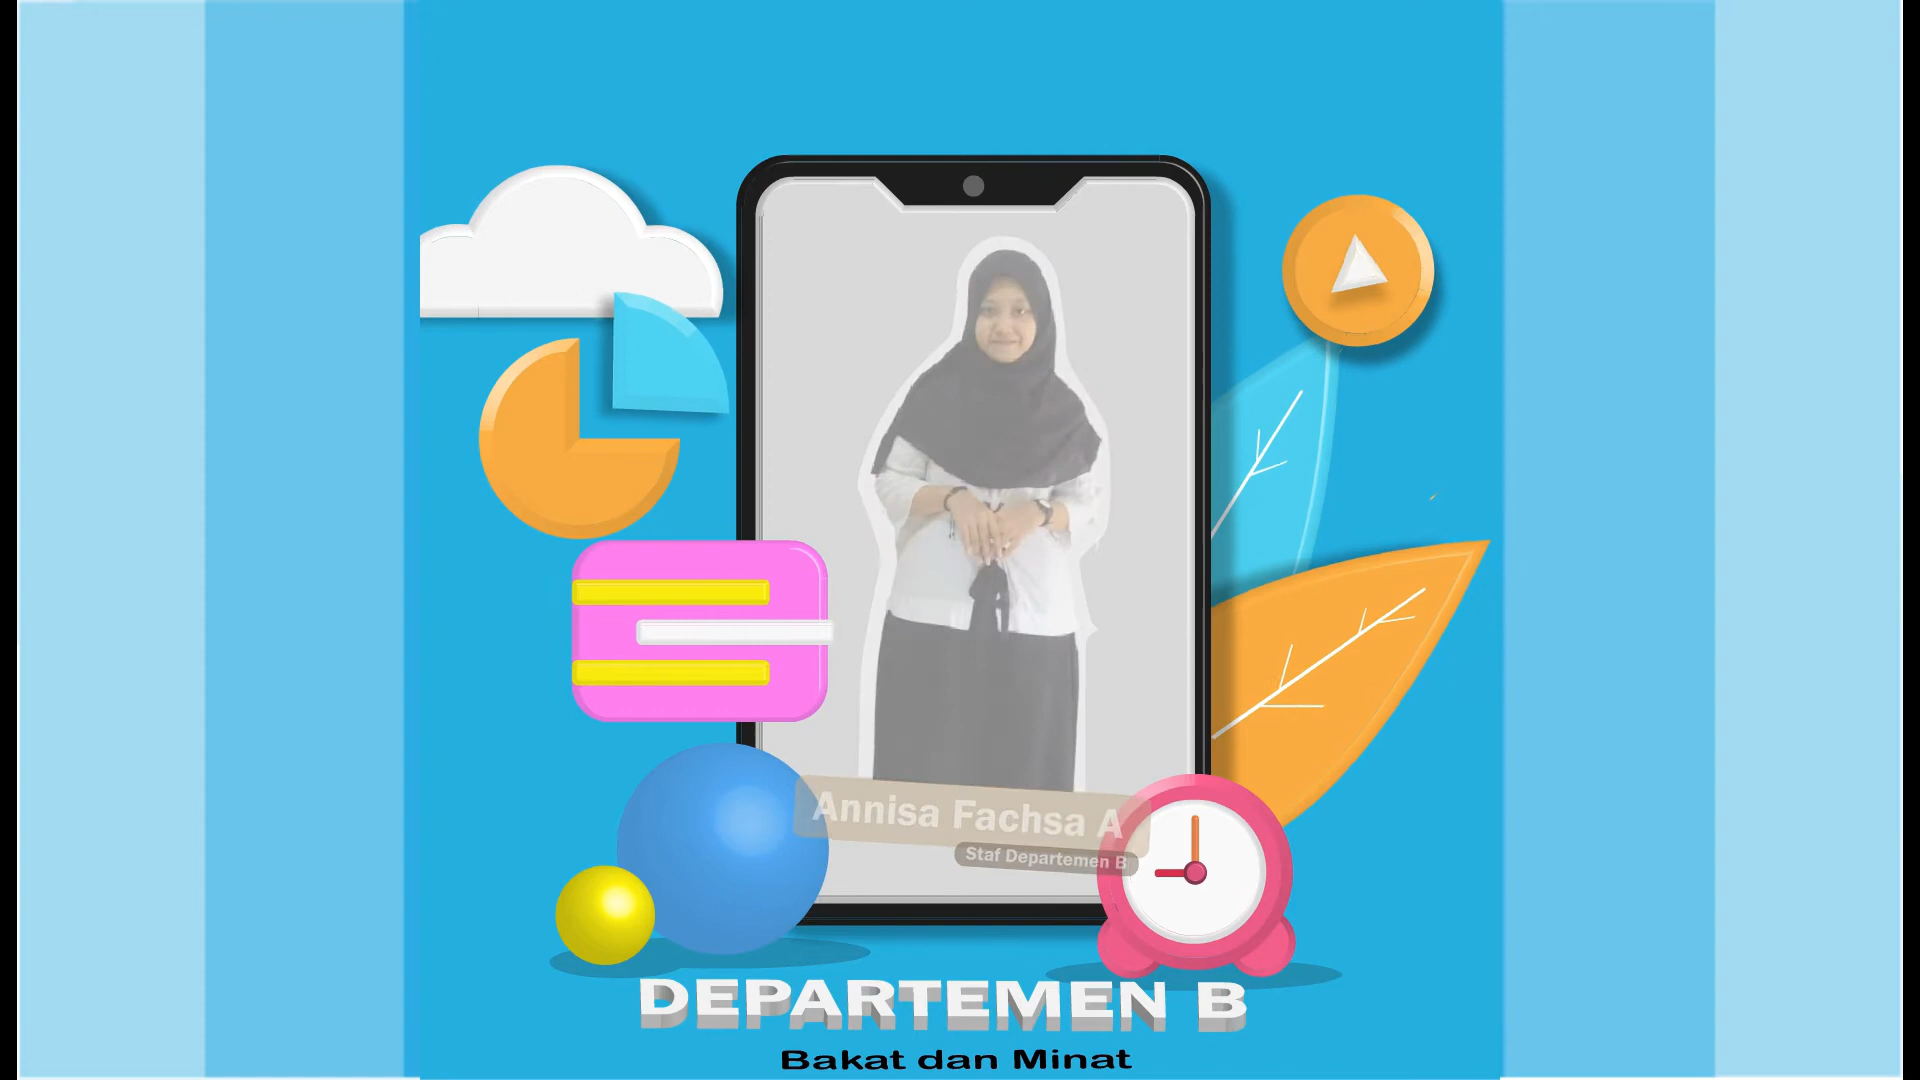 Annisa Fachsa A
Staf Departemen B
DEPARTEMEN B
Bakat dan Minat